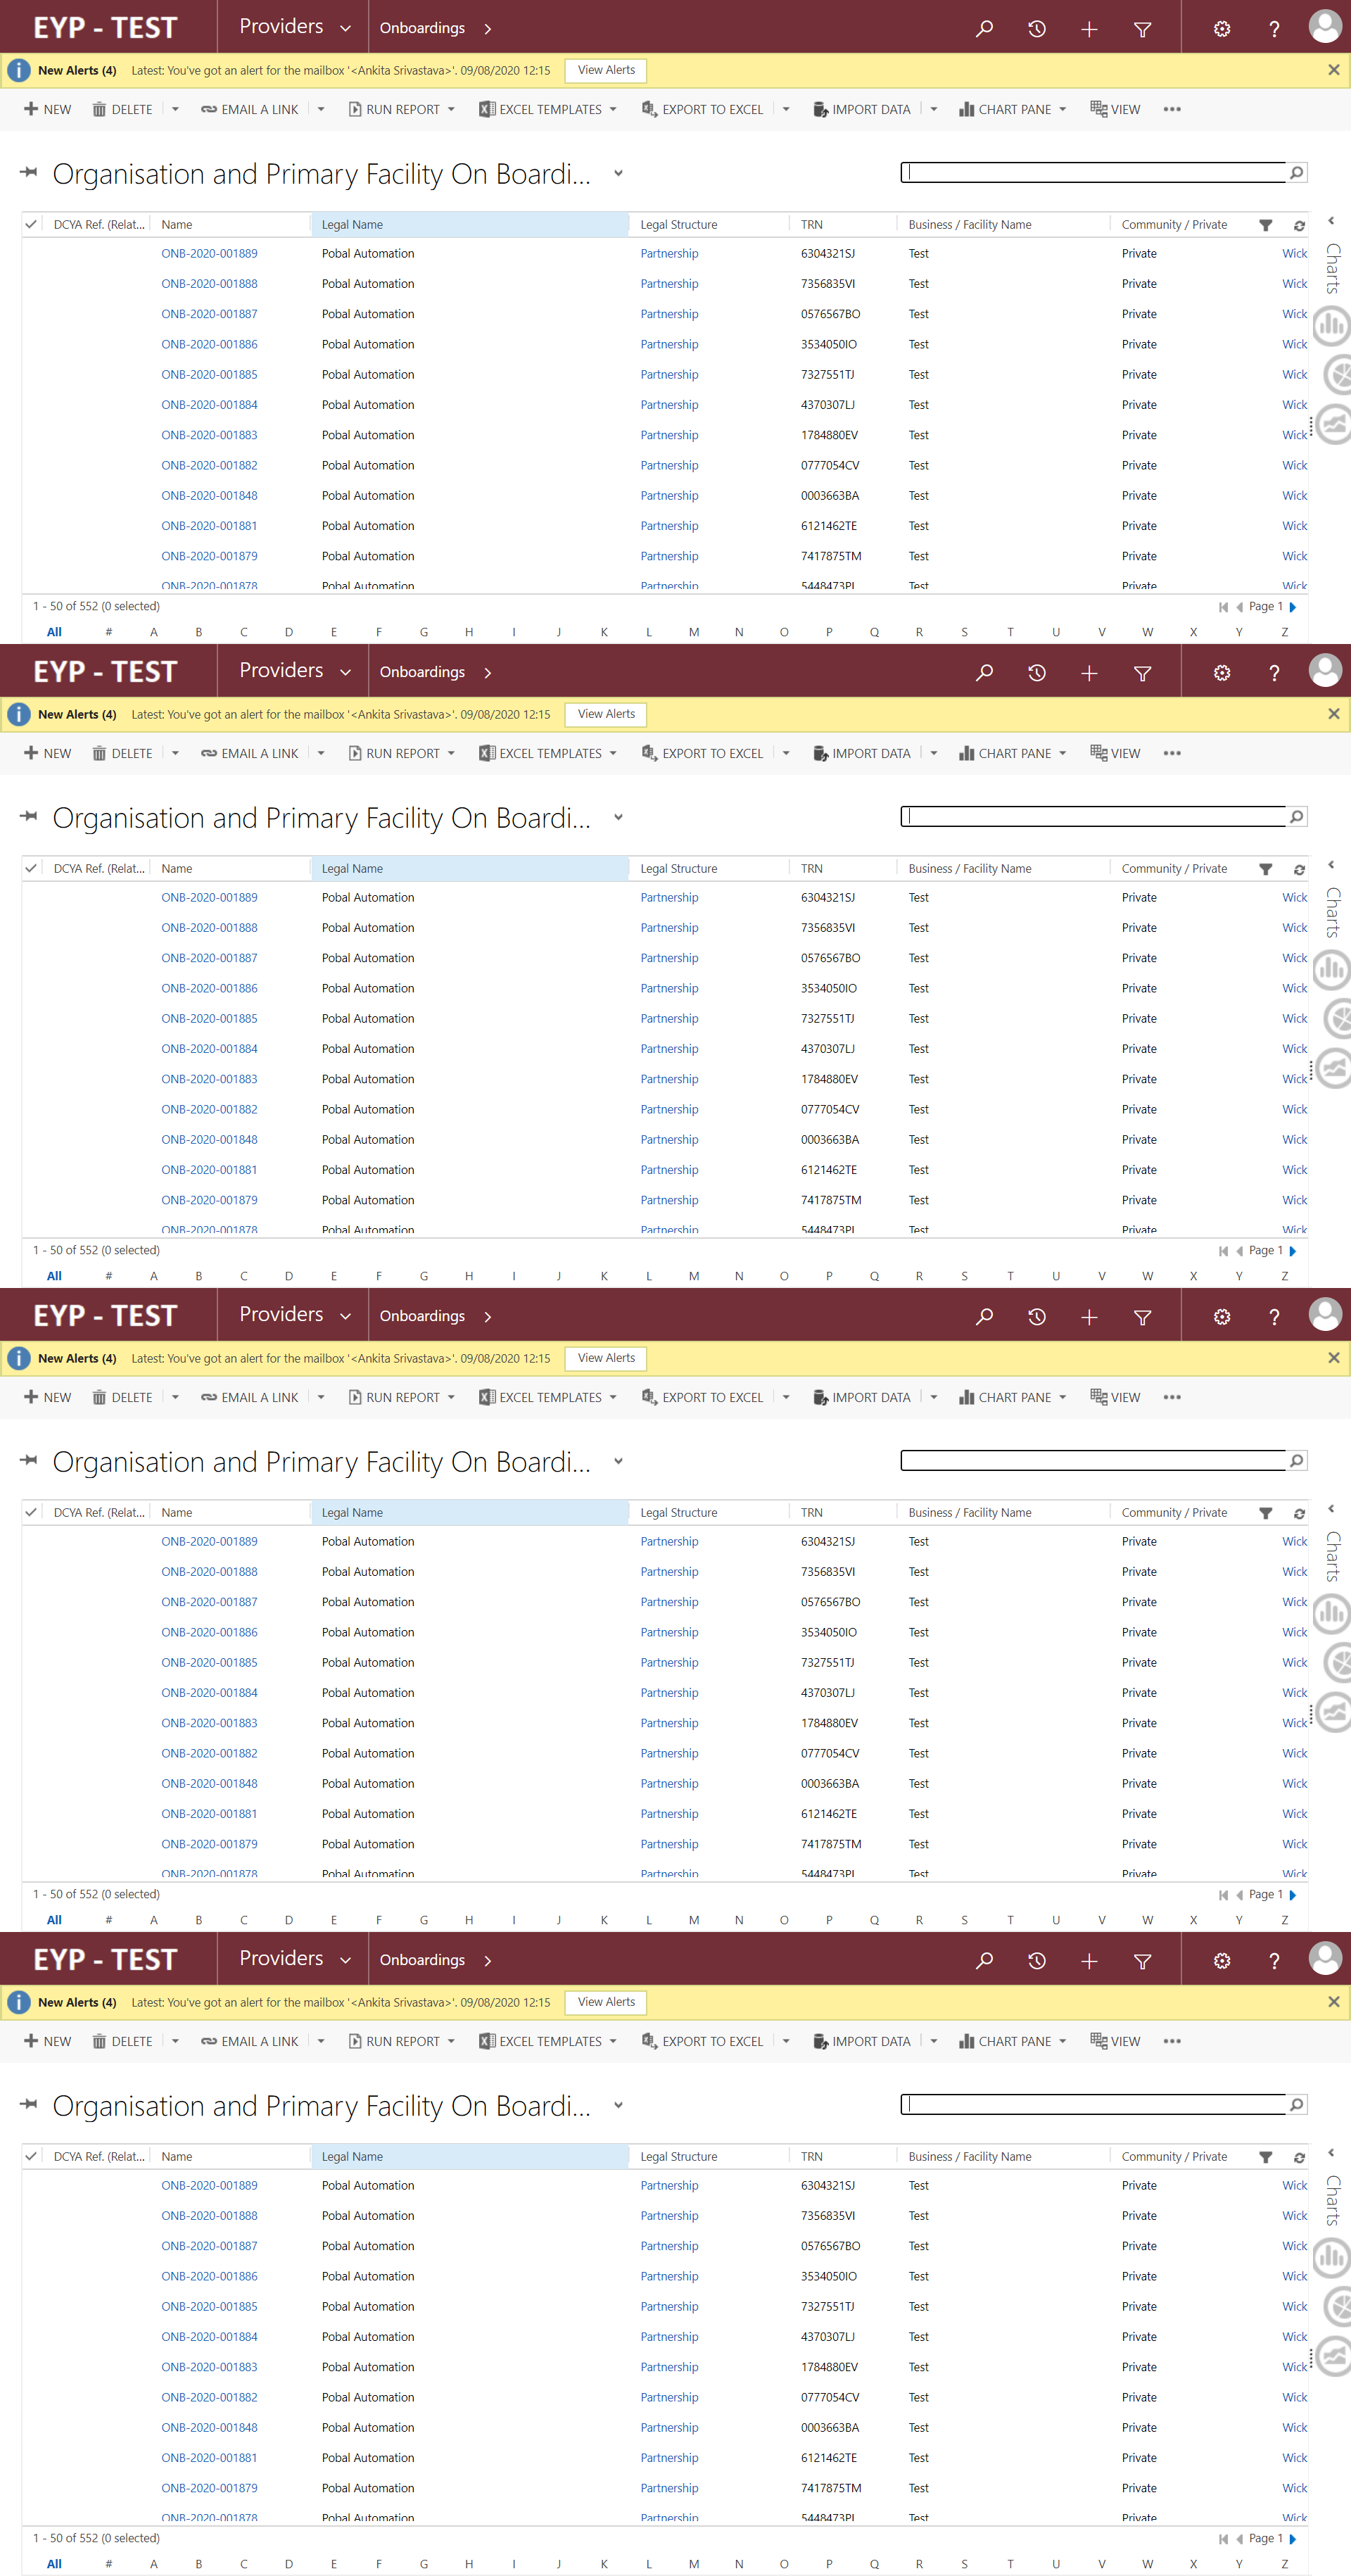 EYP - TEST Providers Onboardings
New Alerts (4) Latest: You've got an alert for the mailbox '<Ankita Srivastava>'. 09/08/2020 12:15 View Alerts
NEW DELETE EMAIL A LINK RUN REPORT EXCEL TEMPLATES EXPORT TO EXCEL IMPORT DATA CHART PANE VIEW
Organisation and Primary Facility On Boardi...
DCYA Ref. (Relat... Name Legal Name Legal Structure TRN Business / Facility Name Community / Private
Charts
ONB-2020-001889 Pobal Automation Partnership 6304321SJ Test Private Wick
ONB-2020-001888 Pobal Automation Partnership 7356835VI Test Private Wick
ONB-2020-001887 Pobal Automation Partnership 0576567BO Test Private Wick
ONB-2020-001886 Pobal Automation Partnership 3534050IO Test Private Wick
ONB-2020-001885 Pobal Automation Partnership 7327551TJ Test Private Wick
ONB-2020-001884 Pobal Automation Partnership 4370307LJ Test Private Wick
ONB-2020-001883 Pobal Automation Partnership 1784880EV Test Private Wick
ONB-2020-001882 Pobal Automation Partnership 0777054CV Test Private Wick
ONB-2020-001848 Pobal Automation Partnership 0003663BA Test Private Wick
ONB-2020-001881 Pobal Automation Partnership 6121462TE Test Private Wick
ONB-2020-001879 Pobal Automation Partnership 7417875TM Test Private Wick
ONB-2020-001878 Pobal Automation Partnership Test Private Wick
1 - 50 of 552 (0 selected) Page 1
All # A B C D E F G H I J K L M N O P Q R S T U V W X Y Z
EYP - TEST Providers Onboardings
New Alerts (4) Latest: You've got an alert for the mailbox '<Ankita Srivastava>'. 09/08/2020 12:15 View Alerts
NEW DELETE EMAIL A LINK RUN REPORT EXCEL TEMPLATES EXPORT TO EXCEL IMPORT DATA CHART PANE VIEW
Organisation and Primary Facility On Boardi...
DCYA Ref. (Relat... Name Legal Name Legal Structure TRN Business / Facility Name Community / Private
Charts
ONB-2020-001889 Pobal Automation Partnership 6304321SJ Test Private Wick
ONB-2020-001888 Pobal Automation Partnership 7356835VI Test Private Wick
ONB-2020-001887 Pobal Automation Partnership 0576567BO Test Private Wick
ONB-2020-001886 Pobal Automation Partnership 3534050IO Test Private Wick
ONB-2020-001885 Pobal Automation Partnership 7327551TJ Test Private Wick
ONB-2020-001884 Pobal Automation Partnership 4370307LJ Test Private Wick
ONB-2020-001883 Pobal Automation Partnership 1784880EV Test Private Wick
ONB-2020-001882 Pobal Automation Partnership 0777054CV Test Private Wick
ONB-2020-001848 Pobal Automation Partnership 0003663BA Test Private Wick
ONB-2020-001881 Pobal Automation Partnership 6121462TE Test Private Wick
ONB-2020-001879 Pobal Automation Partnership 7417875TM Test Private Wick
ONB-2020-001878 Pobal Automation Partnership Test Private Wick
1 - 50 of 552 (0 selected) Page 1
All # A B C D E F G H I J K L M N O P Q R S T U V W X Y Z
EYP - TEST Providers Onboardings
New Alerts (4) Latest: You've got an alert for the mailbox '<Ankita Srivastava>'. 09/08/2020 12:15 View Alerts
NEW DELETE EMAIL A LINK RUN REPORT EXCEL TEMPLATES EXPORT TO EXCEL IMPORT DATA CHART PANE VIEW
Organisation and Primary Facility On Boardi...
DCYA Ref. (Relat... Name Legal Name Legal Structure TRN Business / Facility Name Community / Private
Charts
ONB-2020-001889 Pobal Automation Partnership 6304321SJ Test Private Wick
ONB-2020-001888 Pobal Automation Partnership 7356835VI Test Private Wick
ONB-2020-001887 Pobal Automation Partnership 0576567BO Test Private Wick
ONB-2020-001886 Pobal Automation Partnership 3534050IO Test Private Wick
ONB-2020-001885 Pobal Automation Partnership 7327551TJ Test Private Wick
ONB-2020-001884 Pobal Automation Partnership 4370307LJ Test Private Wick
ONB-2020-001883 Pobal Automation Partnership 1784880EV Test Private Wick
ONB-2020-001882 Pobal Automation Partnership 0777054CV Test Private Wick
ONB-2020-001848 Pobal Automation Partnership 0003663BA Test Private Wick
ONB-2020-001881 Pobal Automation Partnership 6121462TE Test Private Wick
ONB-2020-001879 Pobal Automation Partnership 7417875TM Test Private Wick
ONB-2020-001878 Pobal Automation Partnership Test Private Wick
1 - 50 of 552 (0 selected) Page 1
All # A B C D E F G H I J K L M N O P Q R S T U V W X Y Z
EYP - TEST Providers Onboardings
New Alerts (4) Latest: You've got an alert for the mailbox '<Ankita Srivastava>'. 09/08/2020 12:15 View Alerts
NEW DELETE EMAIL A LINK RUN REPORT EXCEL TEMPLATES EXPORT TO EXCEL IMPORT DATA CHART PANE VIEW
Organisation and Primary Facility On Boardi...
DCYA Ref. (Relat... Name Legal Name Legal Structure TRN Business / Facility Name Community / Private
Charts
ONB-2020-001889 Pobal Automation Partnership 6304321SJ Test Private Wick
ONB-2020-001888 Pobal Automation Partnership 7356835VI Test Private Wick
ONB-2020-001887 Pobal Automation Partnership 0576567BO Test Private Wick
ONB-2020-001886 Pobal Automation Partnership 3534050IO Test Private Wick
ONB-2020-001885 Pobal Automation Partnership 7327551TJ Test Private Wick
ONB-2020-001884 Pobal Automation Partnership 4370307LJ Test Private Wick
ONB-2020-001883 Pobal Automation Partnership 1784880EV Test Private Wick
ONB-2020-001882 Pobal Automation Partnership 0777054CV Test Private Wick
ONB-2020-001848 Pobal Automation Partnership 0003663BA Test Private Wick
ONB-2020-001881 Pobal Automation Partnership 6121462TE Test Private Wick
ONB-2020-001879 Pobal Automation Partnership 7417875TM Test Private Wick
ONB-2020-001878 Pobal Automation Partnership Test Private Wick
1 - 50 of 552 (0 selected) Page 1
All # A B C D E F G H I J K L M N O P Q R S T U V W X Y Z